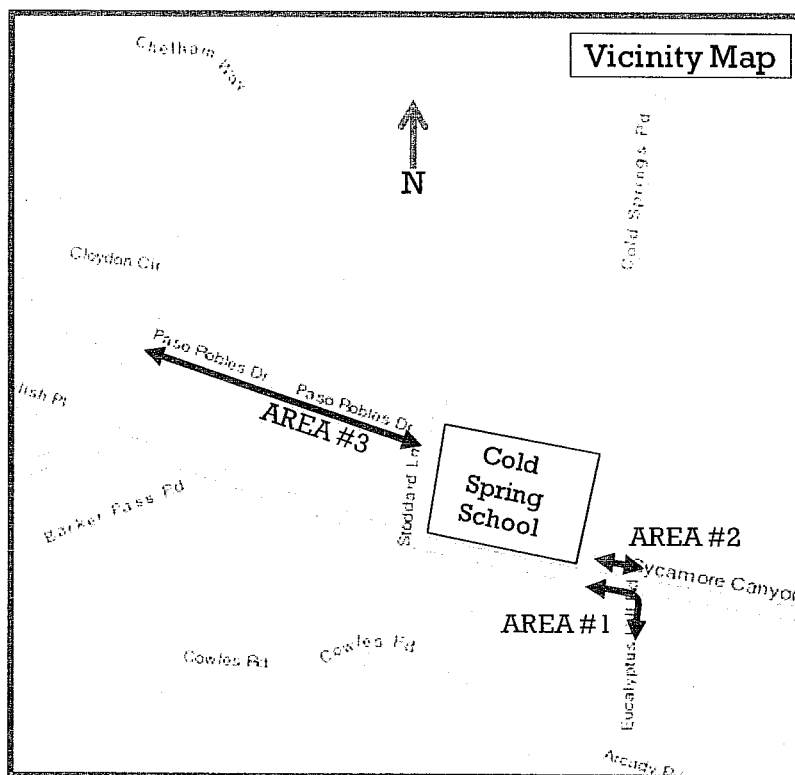 Chelham Way
Vicinity Map
N
Cold Springs Rd
Cloydon Cir
Paso Robles Dr
Paso Robles Dr
AREA #3
Stoddard Ln
Cold
Spring
School
Barker Pass Rd
AREA #2
Sycamore Canyon
AREA #1
Eucalyptus Hill Rd
Cowles Rd
Cowles Rd
Arcady